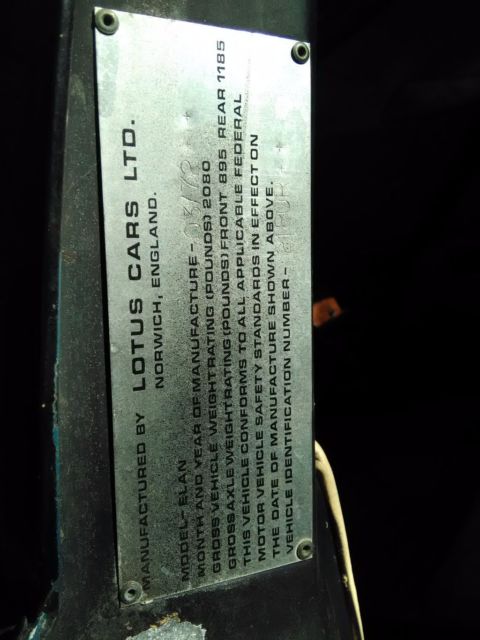 MANUFACTURED BY LOTUS CARS LTD.
NORWICH, ENGLAND.
MODEL-ELAN
MONTH AND YEAR OF MANUFACTURE-
GROSS VEHICLE WEIGHT RATING (POUNDS) 2080
GROSS AXLE WEIGHT RATING (POUNDS) FRONT 895 REAR 1185
THIS VEHICLE CONFORMS TO ALL APPLICABLE FEDERAL
MOTOR VEHICLE SAFETY STANDARDS IN EFFECT ON
THE DATE OF MANUFACTURE SHOWN ABOVE.
VEHICLE IDENTIFICATION NUMBER-